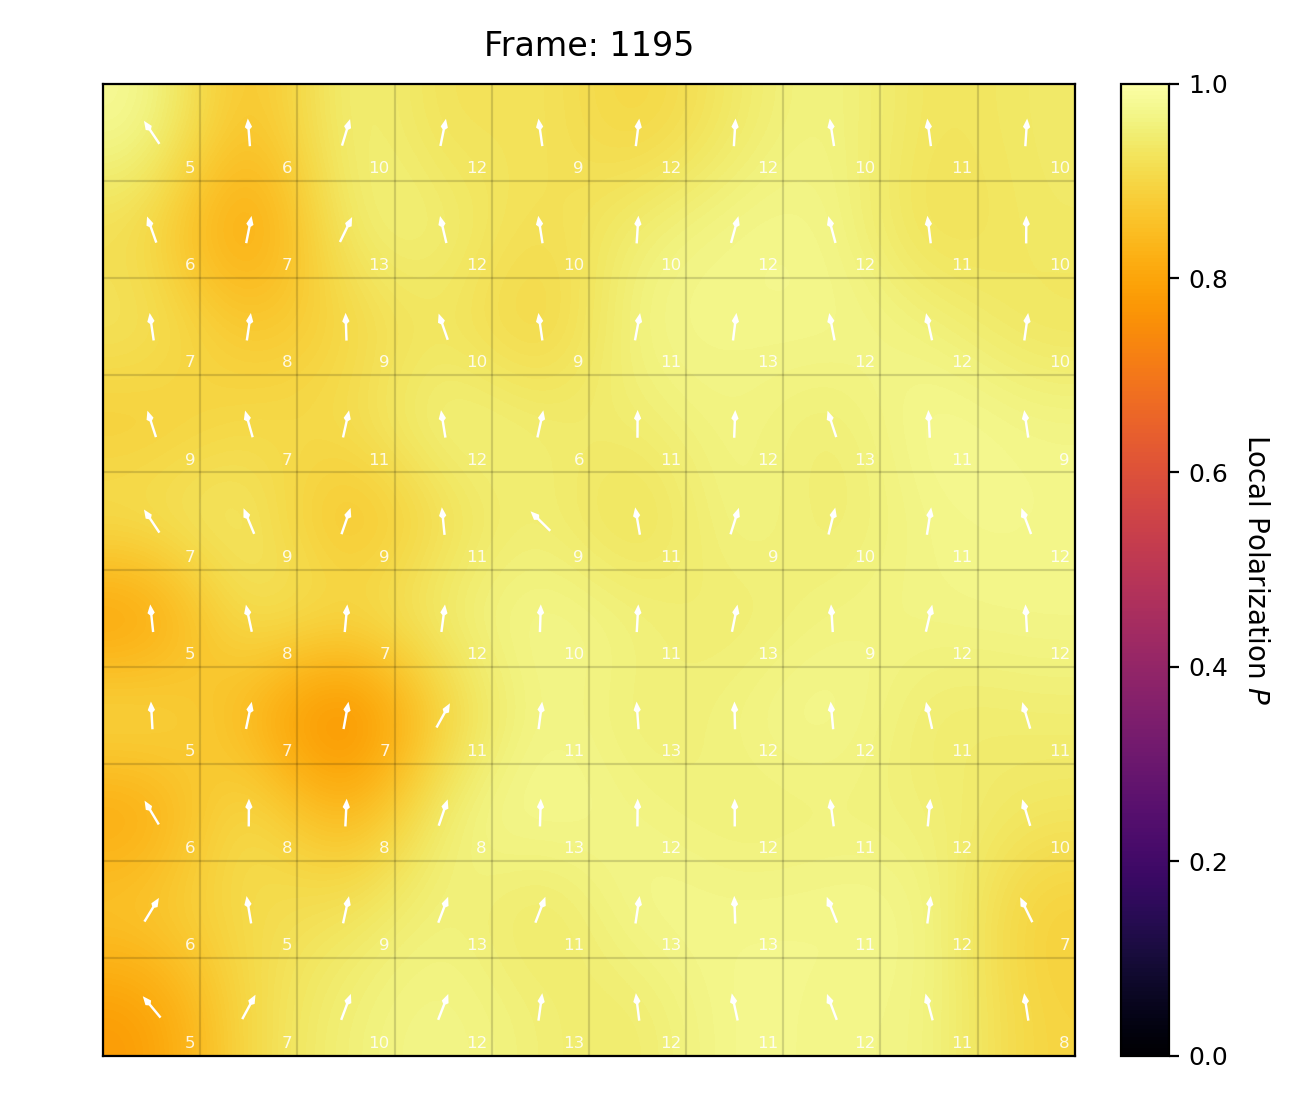 Frame: 1195
5 6 10 12 9 12 12 10 11 10
6 7 13 12 10 10 12 12 11 10
7 8 9 10 9 11 13 12 12 10
9 7 11 12 6 11 12 13 11 9
7 9 9 11 9 11 9 10 11 12
5 8 7 12 10 11 13 9 12 12
5 7 7 11 11 13 12 12 11 11
6 8 8 8 13 12 12 11 12 10
6 5 9 13 11 13 13 11 12 7
5 7 10 12 13 12 11 12 11 8
1.0
0.8
0.6
0.4
0.2
0.0
Local Polarization P